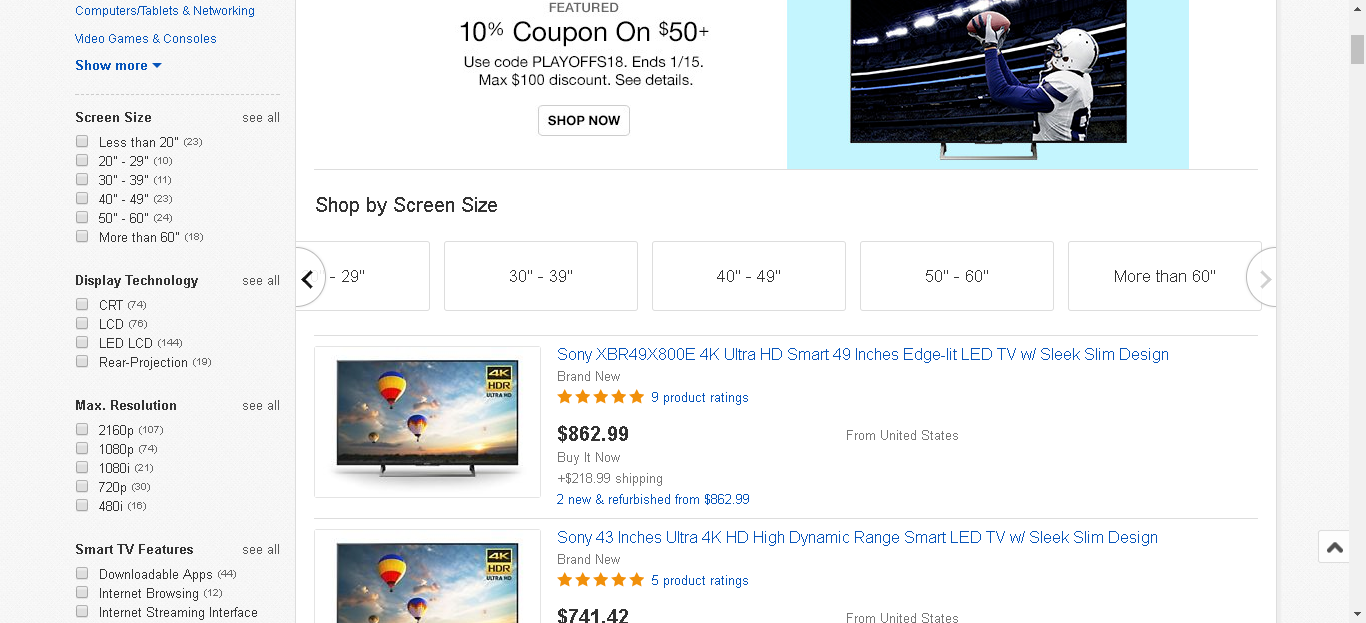 Computers/Tablets & Networking
Video Games & Consoles
Show more
Screen Size see all
Less than 20" (23)
20" - 29" (10)
30" - 39" (11)
40" - 49" (23)
50" - 60" (24)
More than 60" (18)
Display Technology see all
CRT (74)
LCD (76)
LED LCD (144)
Rear-Projection (19)
Max. Resolution see all
2160p (107)
1080p (74)
1080i (21)
720p (30)
480i (16)
Smart TV Features see all
Downloadable Apps (44)
Internet Browsing (12)
Internet Streaming Interface
FEATURED
10% Coupon On $50+
Use code PLAYOFFS18. Ends 1/15.
Max $100 discount. See details.
SHOP NOW
Shop by Screen Size
- 29"
30" - 39"
40" - 49"
50" - 60"
More than 60"
4K
HDR
ULTRA HD
Sony XBR49X800E 4K Ultra HD Smart 49 Inches Edge-lit LED TV w/ Sleek Slim Design
Brand New
9 product ratings
$862.99
From United States
Buy It Now
+$218.99 shipping
2 new & refurbished from $862.99
4K
HDR
ULTRA HD
Sony 43 Inches Ultra 4K HD High Dynamic Range Smart LED TV w/ Sleek Slim Design
Brand New
5 product ratings
$741.42
From United States